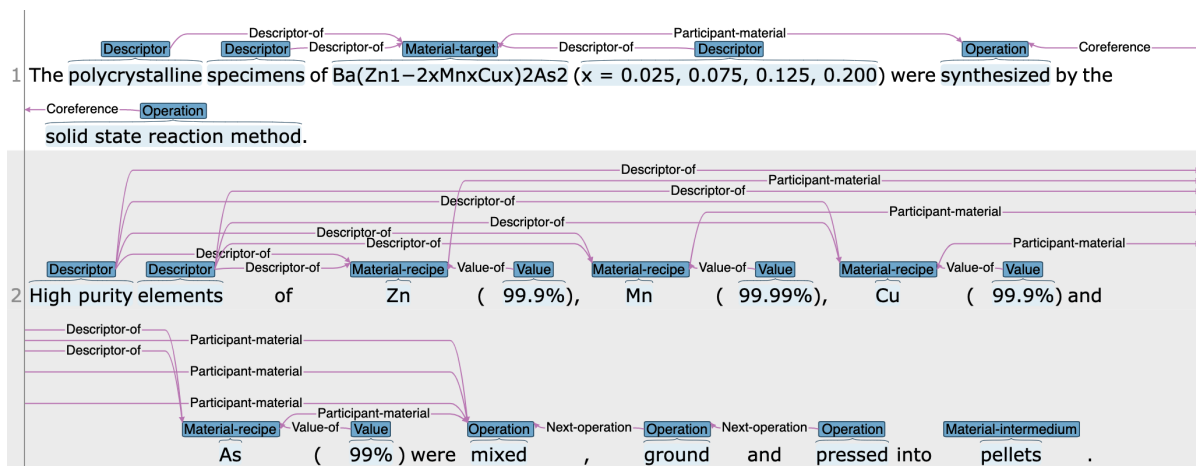 Descriptor-of Participant-material
Descriptor Descriptor Descriptor-of Material-target Descriptor-of Descriptor Operation Coreference
1 The polycrystalline specimens of Ba(Zn1−2xMnxCux)2As2 (x = 0.025, 0.075, 0.125, 0.200) were synthesized by the
Coreference Operation
solid state reaction method.
Descriptor-of
Participant-material
Descriptor-of
Descriptor-of
Participant-material
Descriptor-of
Descriptor-of
Descriptor-of Participant-material
Descriptor-of
Descriptor Descriptor Descriptor-of Material-recipe Value-of Value Material-recipe Value-of Value Material-recipe Value-of Value
2 High purity elements of Zn ( 99.9%), Mn ( 99.99%), Cu ( 99.9%) and
Descriptor-of
Participant-material
Descriptor-of
Participant-material
Participant-material
Participant-material
Material-recipe Value-of Value Operation Next-operation Operation Next-operation Operation Material-intermedium
As ( 99% ) were mixed , ground and pressed into pellets .